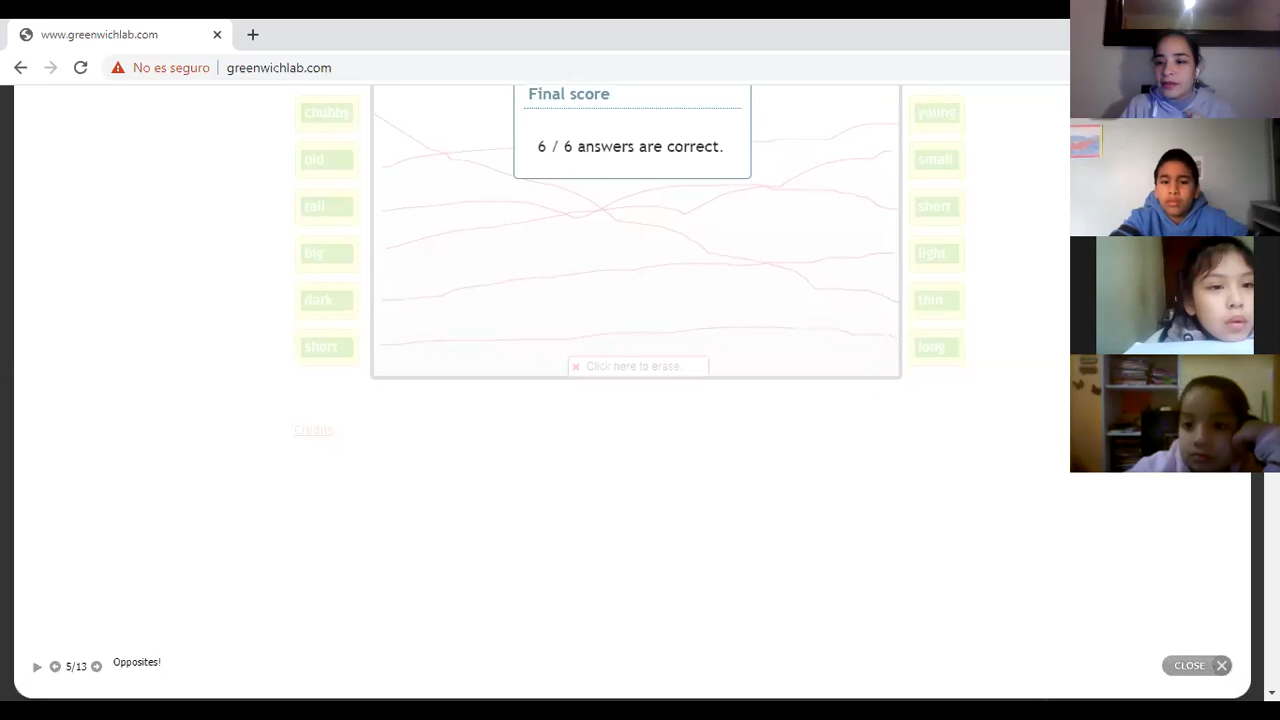 www.greenwichlab.com
No es seguro
greenwichlab.com
Final score
6 / 6 answers are correct.
chubby
old
tall
big
dark
short
young
small
short
light
thin
long
Click here to erase.
Credits
5/13
Opposites!
CLOSE